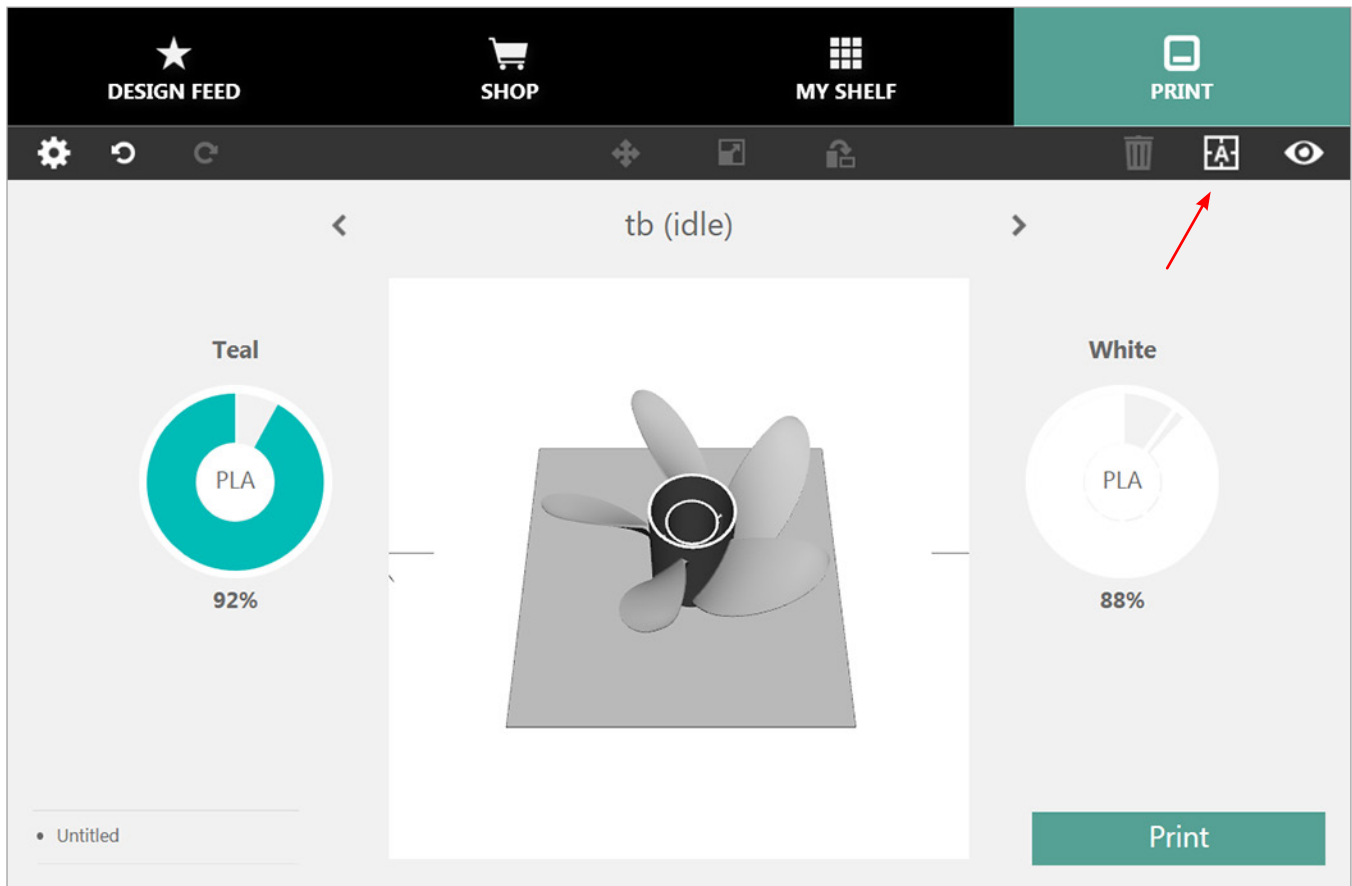 DESIGN FEED
SHOP
MY SHELF
PRINT
A
tb (idle)
Teal
White
PLA
PLA
92%
88%
Untitled
Print